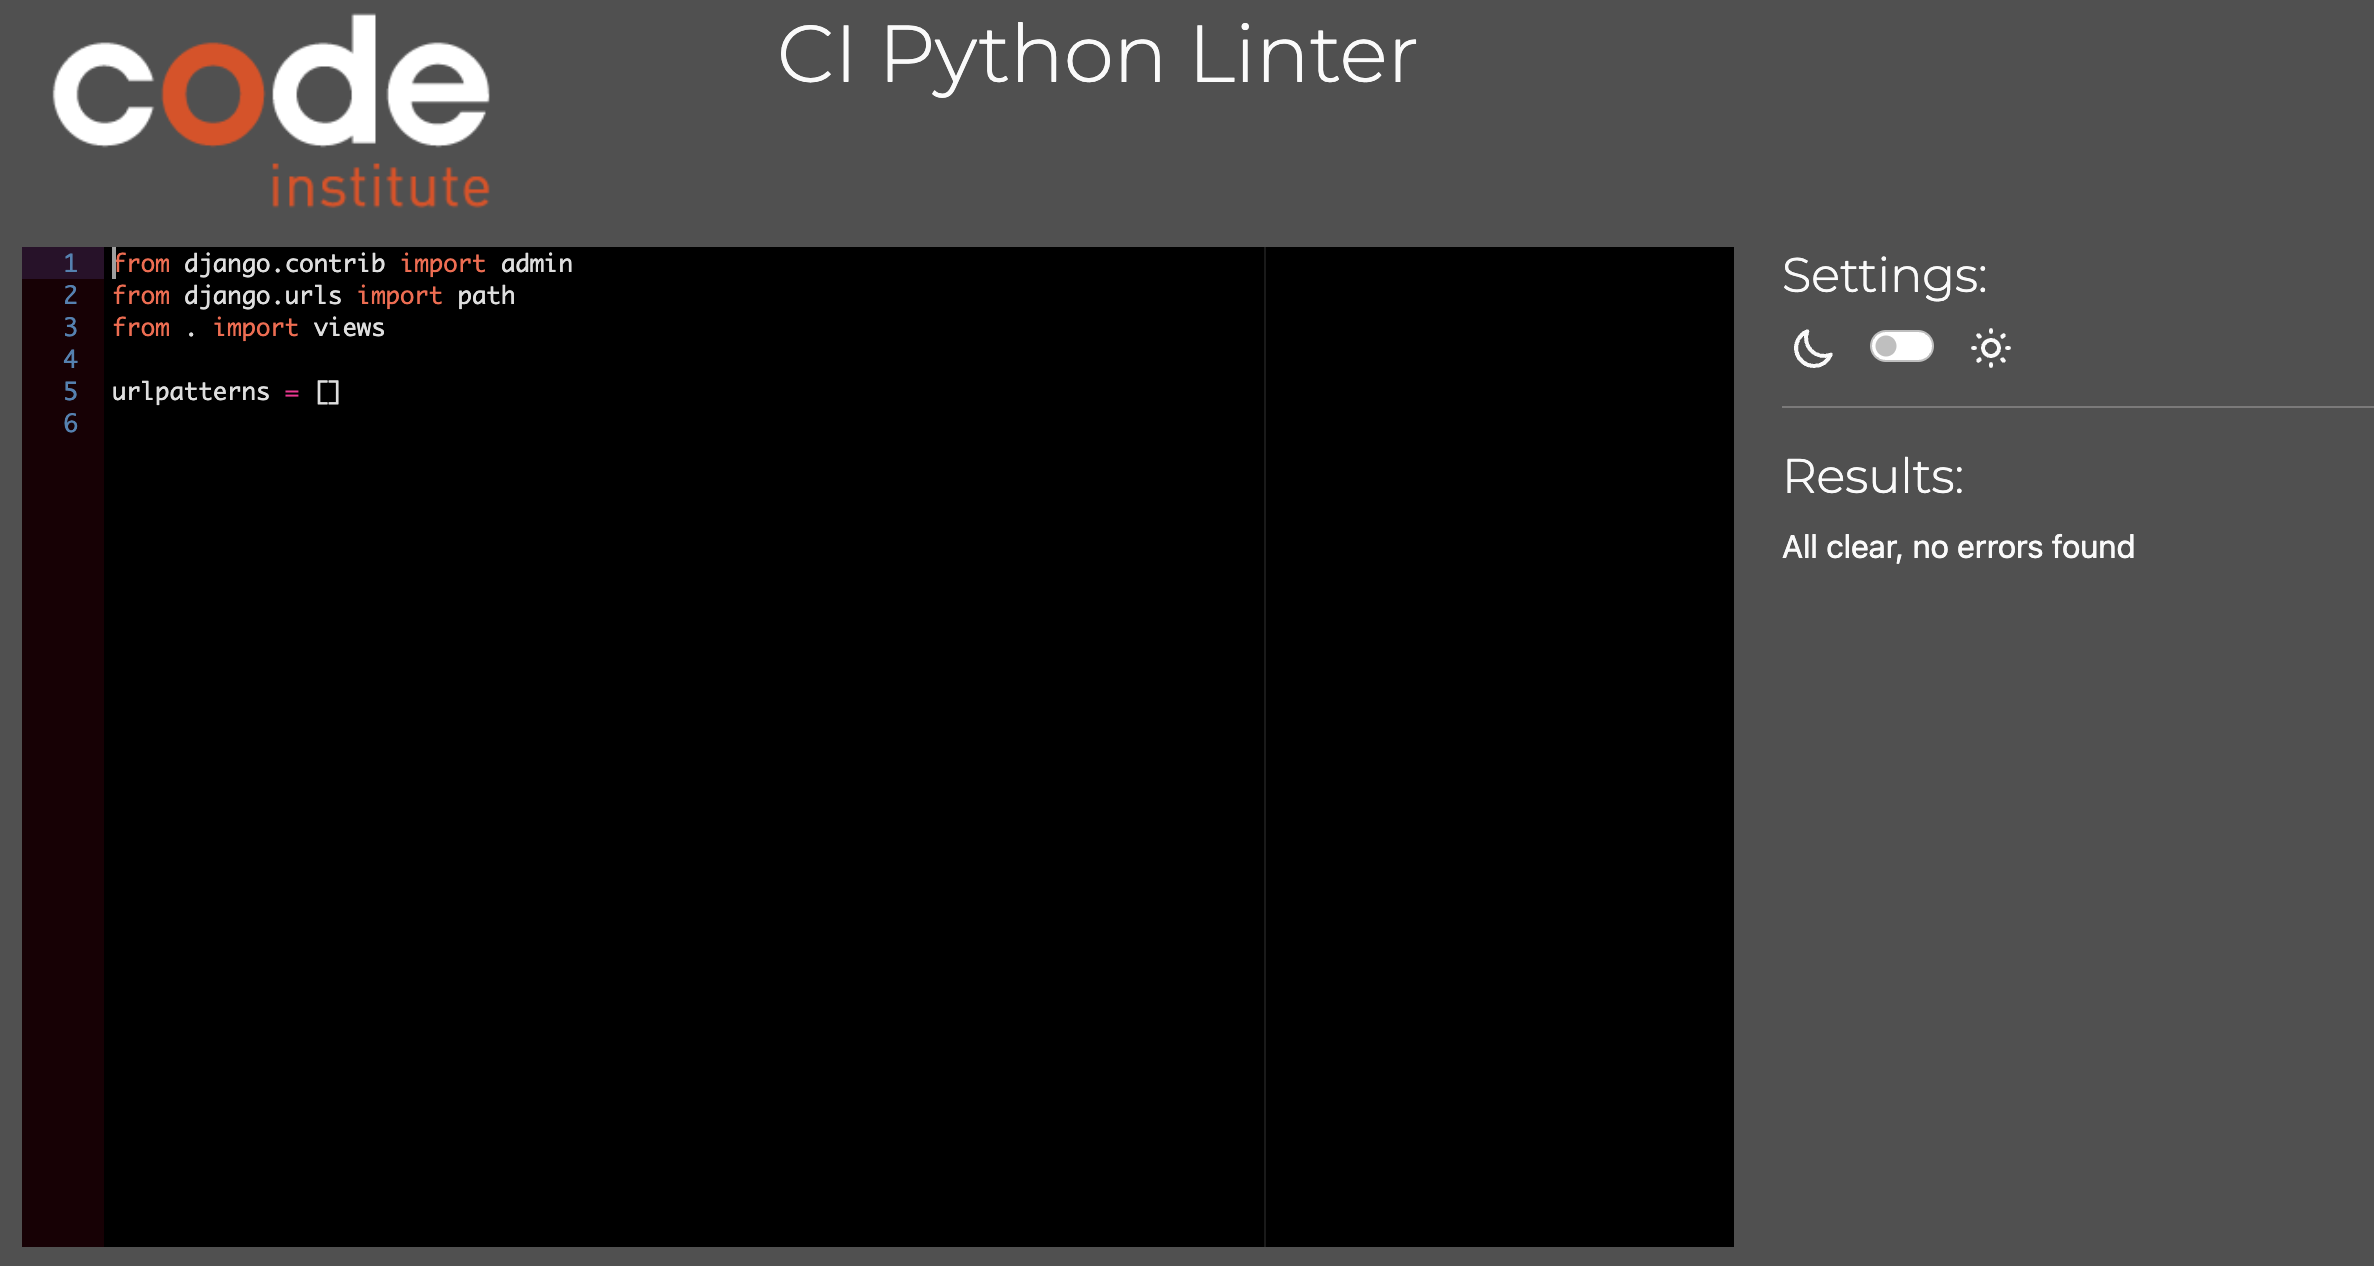 code
institute
CI Python Linter
1 from django.contrib import admin
2 from django.urls import path
3 from . import views
4
5 urlpatterns = []
6
Settings:
Results:
All clear, no errors found